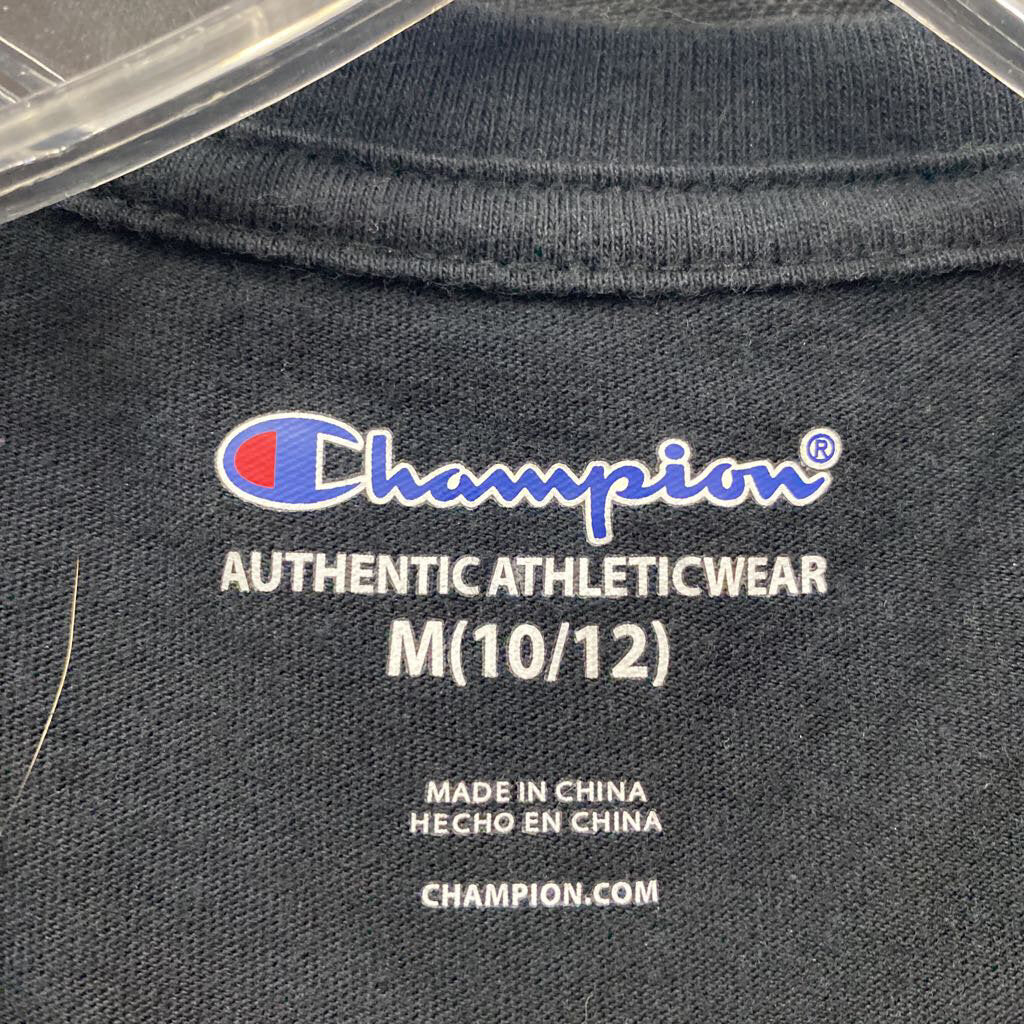 Champion®
AUTHENTIC ATHLETICWEAR
M(10/12)
MADE IN CHINA
HECHO EN CHINA
CHAMPION.COM